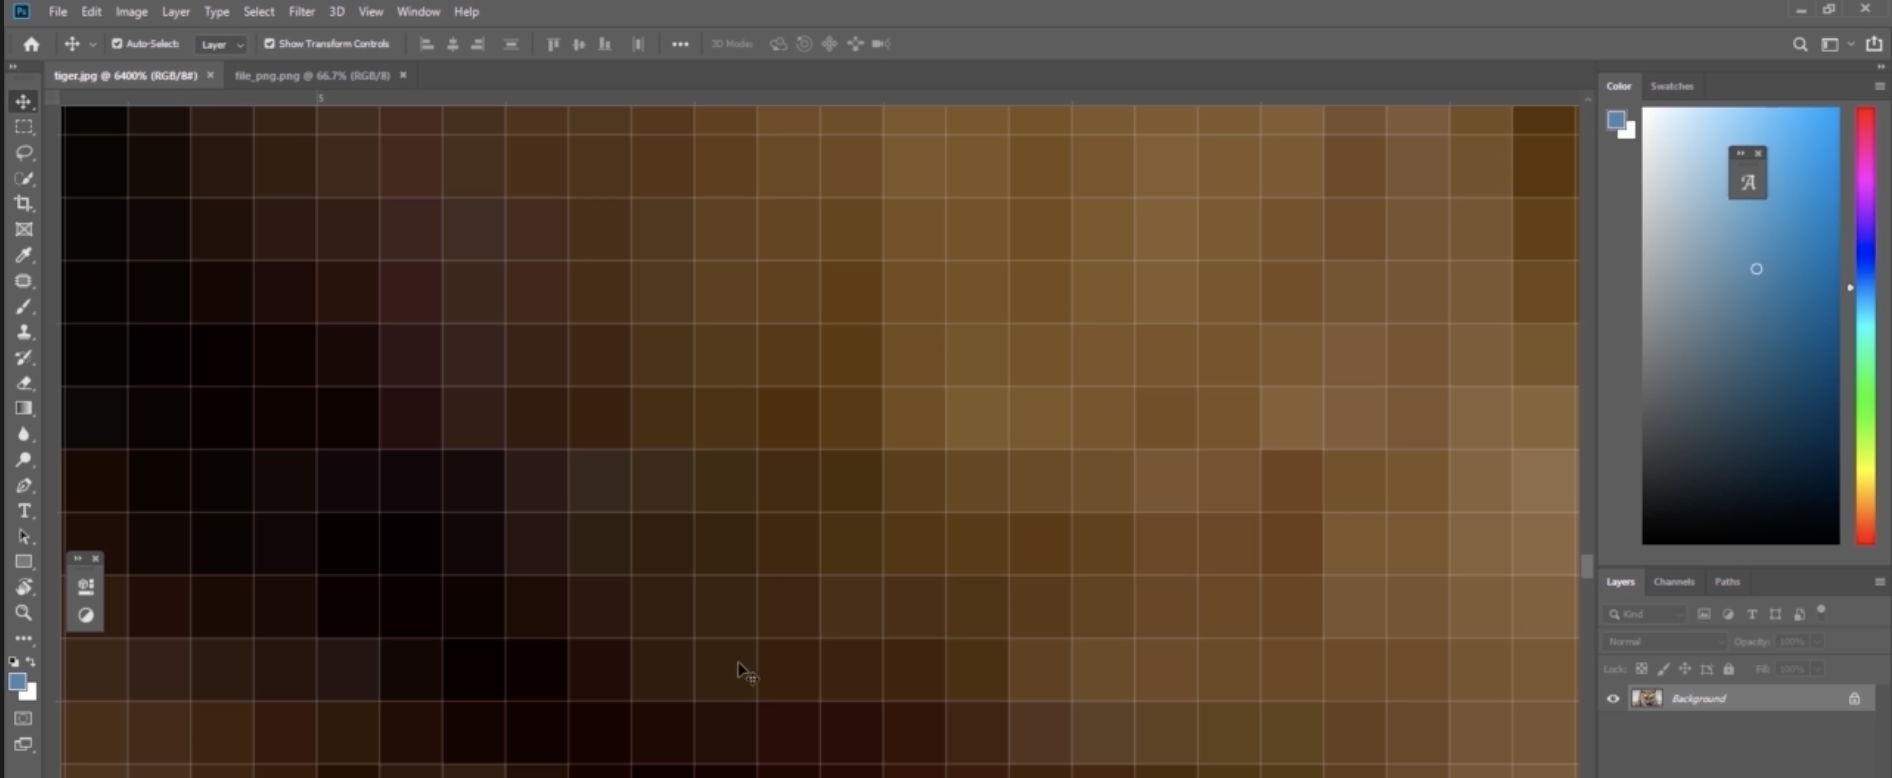 Ps File Edit Image Layer Type Select Filter 3D View Window Help
Auto-Select: Layer Show Transform Controls 3D Mode:
tiger.jpg @ 6400% (RGB/8#) file_png.png @ 66.7% (RGB/8)
5
Color Swatches
A
Layers Channels Paths
Kind
Normal Opacity: 100%
Lock: Fill: 100%
Background